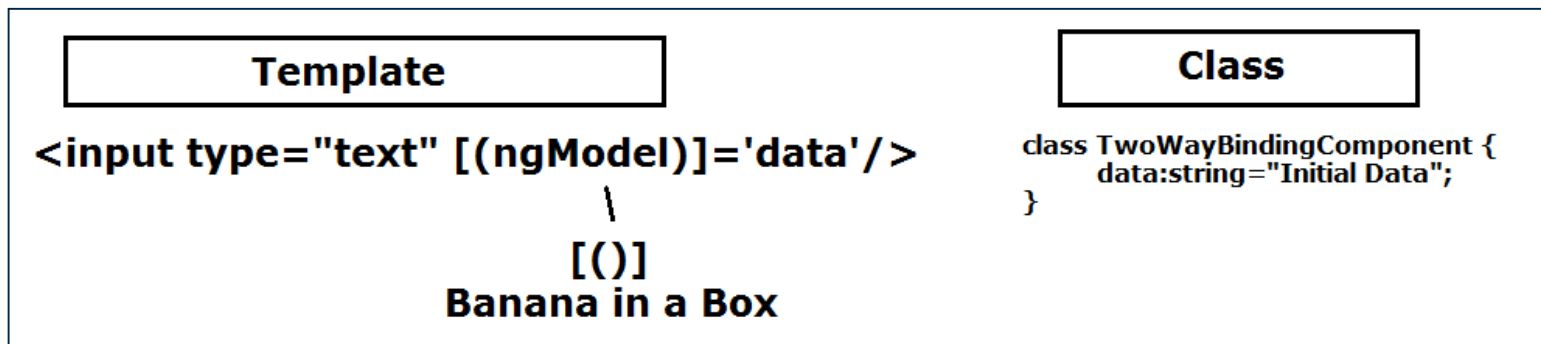 Template
<input type="text" [(ngModel)]='data'/>
[()]
Banana in a Box
Class
class TwoWayBindingComponent {
data:string="Initial Data";
}